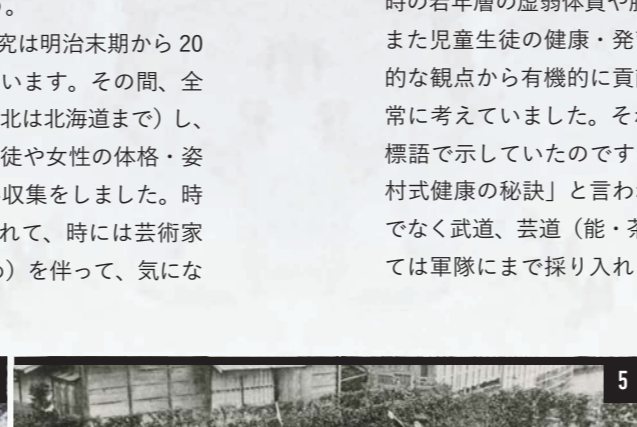 う。
究は明治末期から 20
います。その間、全
北は北海道まで）し、
徒や女性の体格・姿
収集をしました。時
れて、時には芸術家
）を伴って、気にな
時の若年層の虚弱体質や
また児童生徒の健康・発
的な観点から有機的に貢
常に考えていました。そ
標語で示していたのです
村式健康の秘訣」と言わ
でなく武道、芸道（能・茶
ては軍隊にまで採り入れ
5